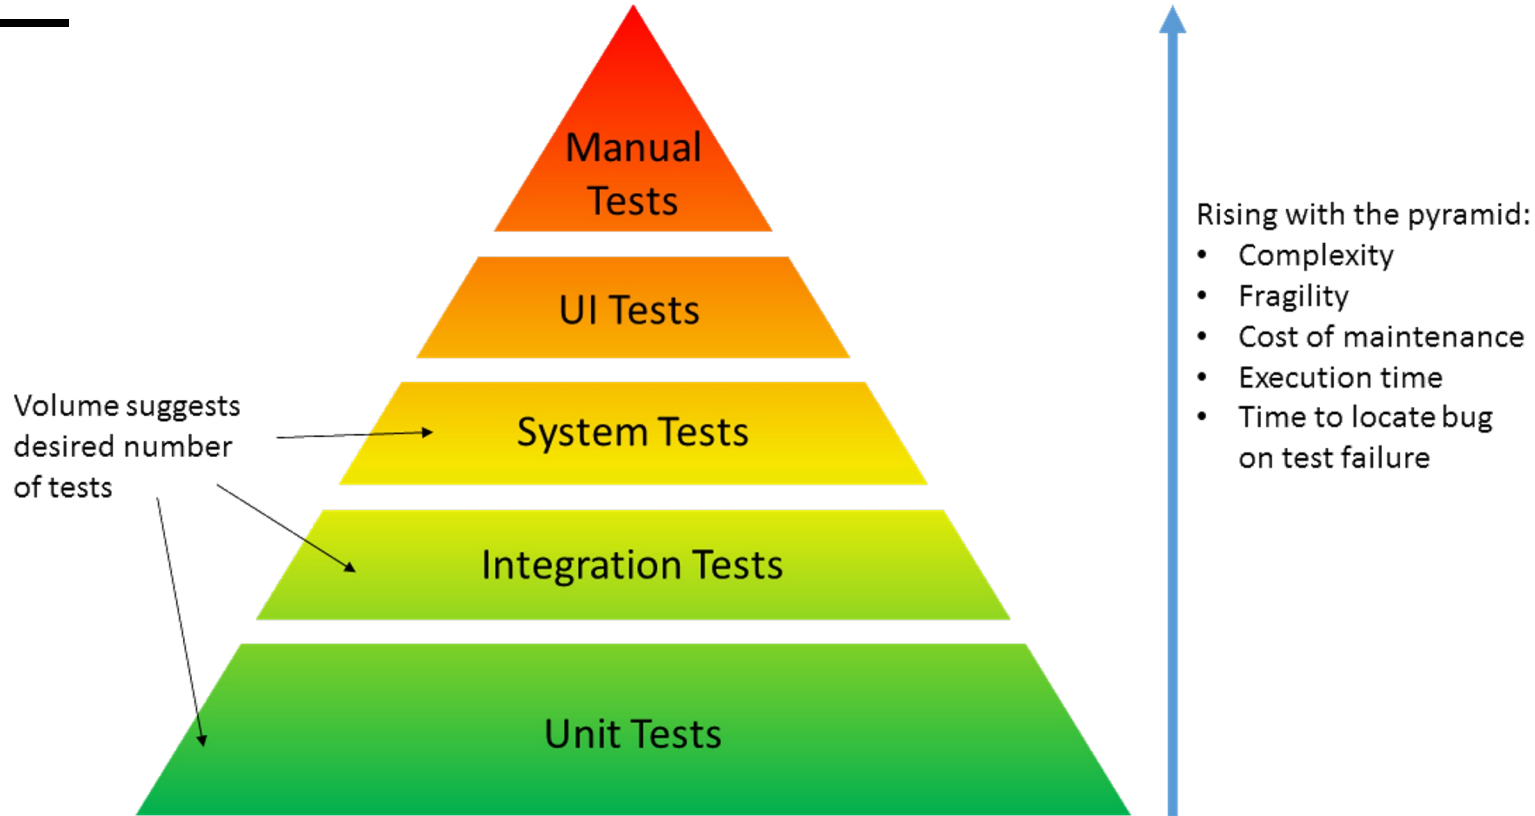 Manual
Tests
UI Tests
System Tests
Integration Tests
Unit Tests
Volume suggests
desired number
of tests
Rising with the pyramid:
• Complexity
• Fragility
• Cost of maintenance
• Execution time
• Time to locate bug
on test failure